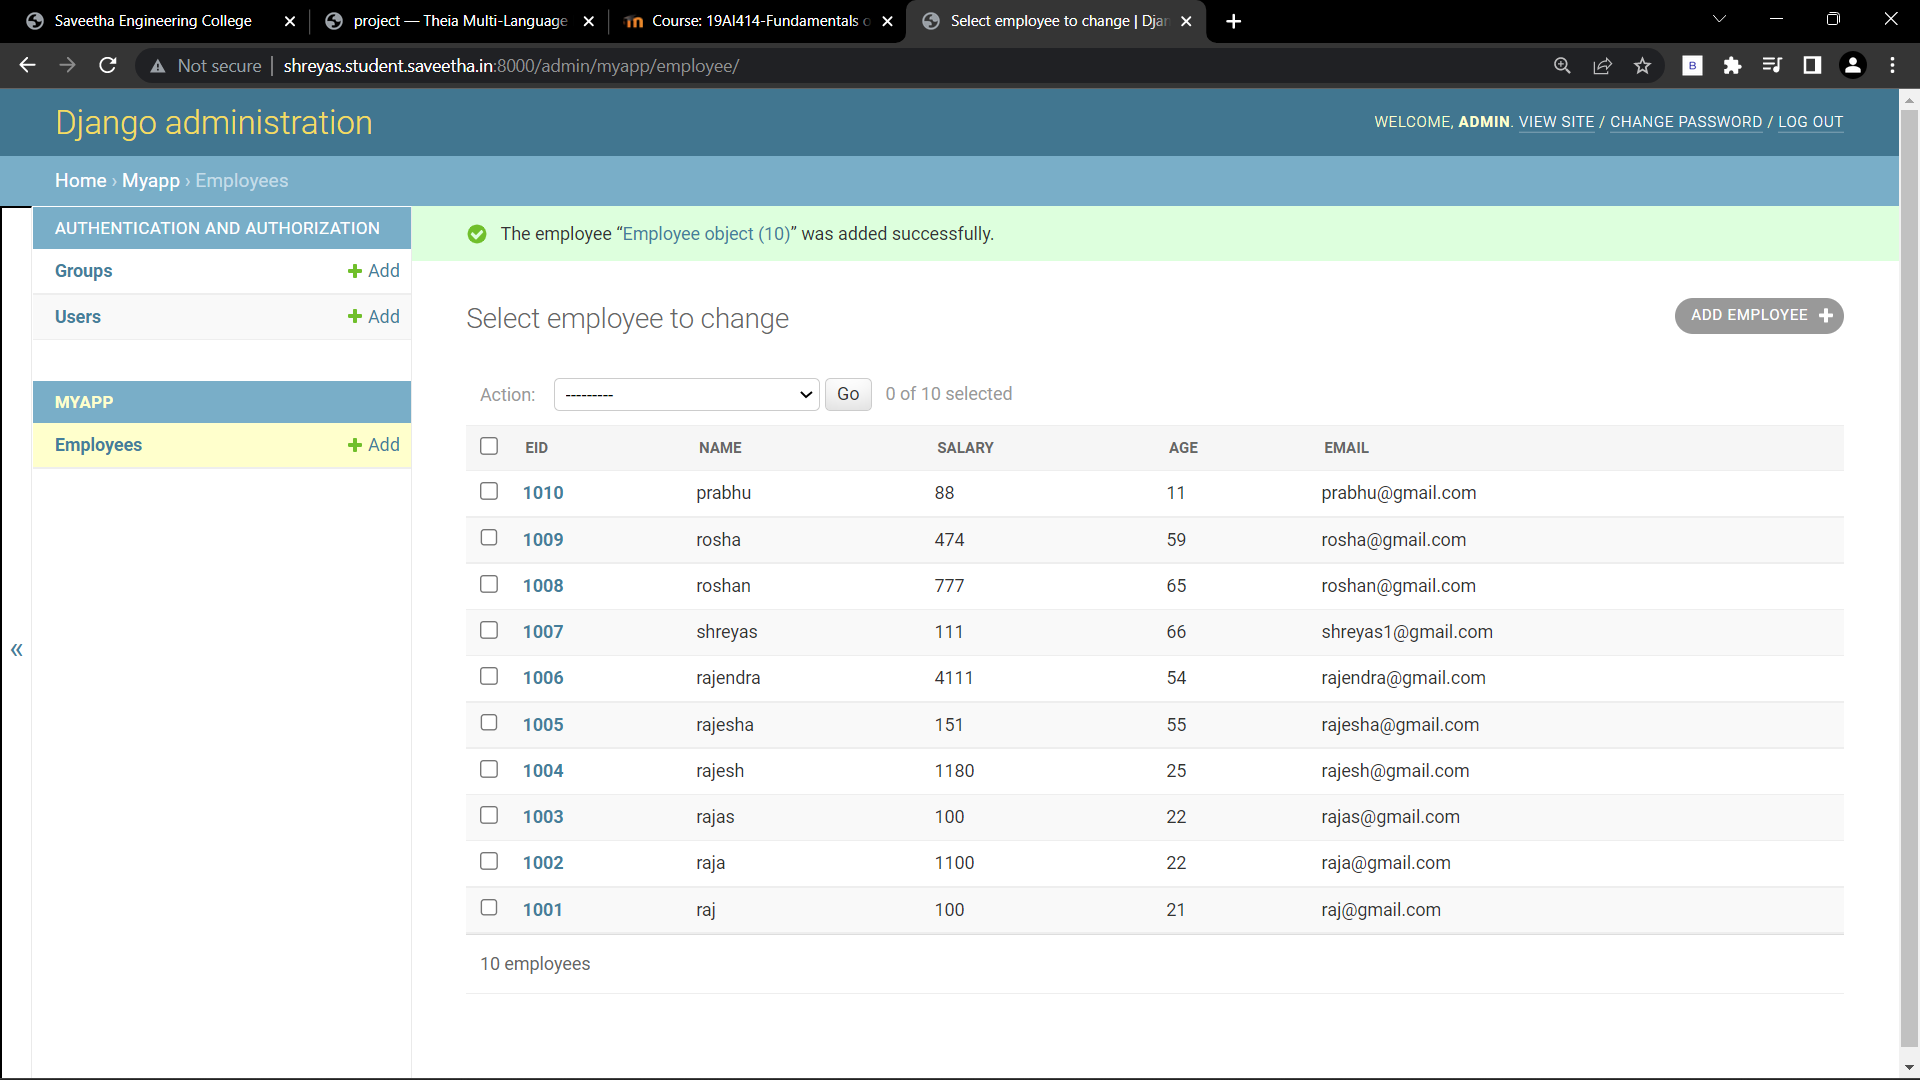 Saveetha Engineering College
project — Theia Multi-Language
Course: 19AI414-Fundamentals o
Select employee to change | Djan
Not secure | shreyas.student.saveetha.in:8000/admin/myapp/employee/
B
Django administration
WELCOME, ADMIN. VIEW SITE / CHANGE PASSWORD / LOG OUT
Home › Myapp › Employees
AUTHENTICATION AND AUTHORIZATION
Groups + Add
Users + Add
MYAPP
Employees + Add
«
The employee “Employee object (10)” was added successfully.
Select employee to change
ADD EMPLOYEE +
Action: --------- Go 0 of 10 selected
EID NAME SALARY AGE EMAIL
1010 prabhu 88 11 prabhu@gmail.com
1009 rosha 474 59 rosha@gmail.com
1008 roshan 777 65 roshan@gmail.com
1007 shreyas 111 66 shreyas1@gmail.com
1006 rajendra 4111 54 rajendra@gmail.com
1005 rajesha 151 55 rajesha@gmail.com
1004 rajesh 1180 25 rajesh@gmail.com
1003 rajas 100 22 rajas@gmail.com
1002 raja 1100 22 raja@gmail.com
1001 raj 100 21 raj@gmail.com
10 employees